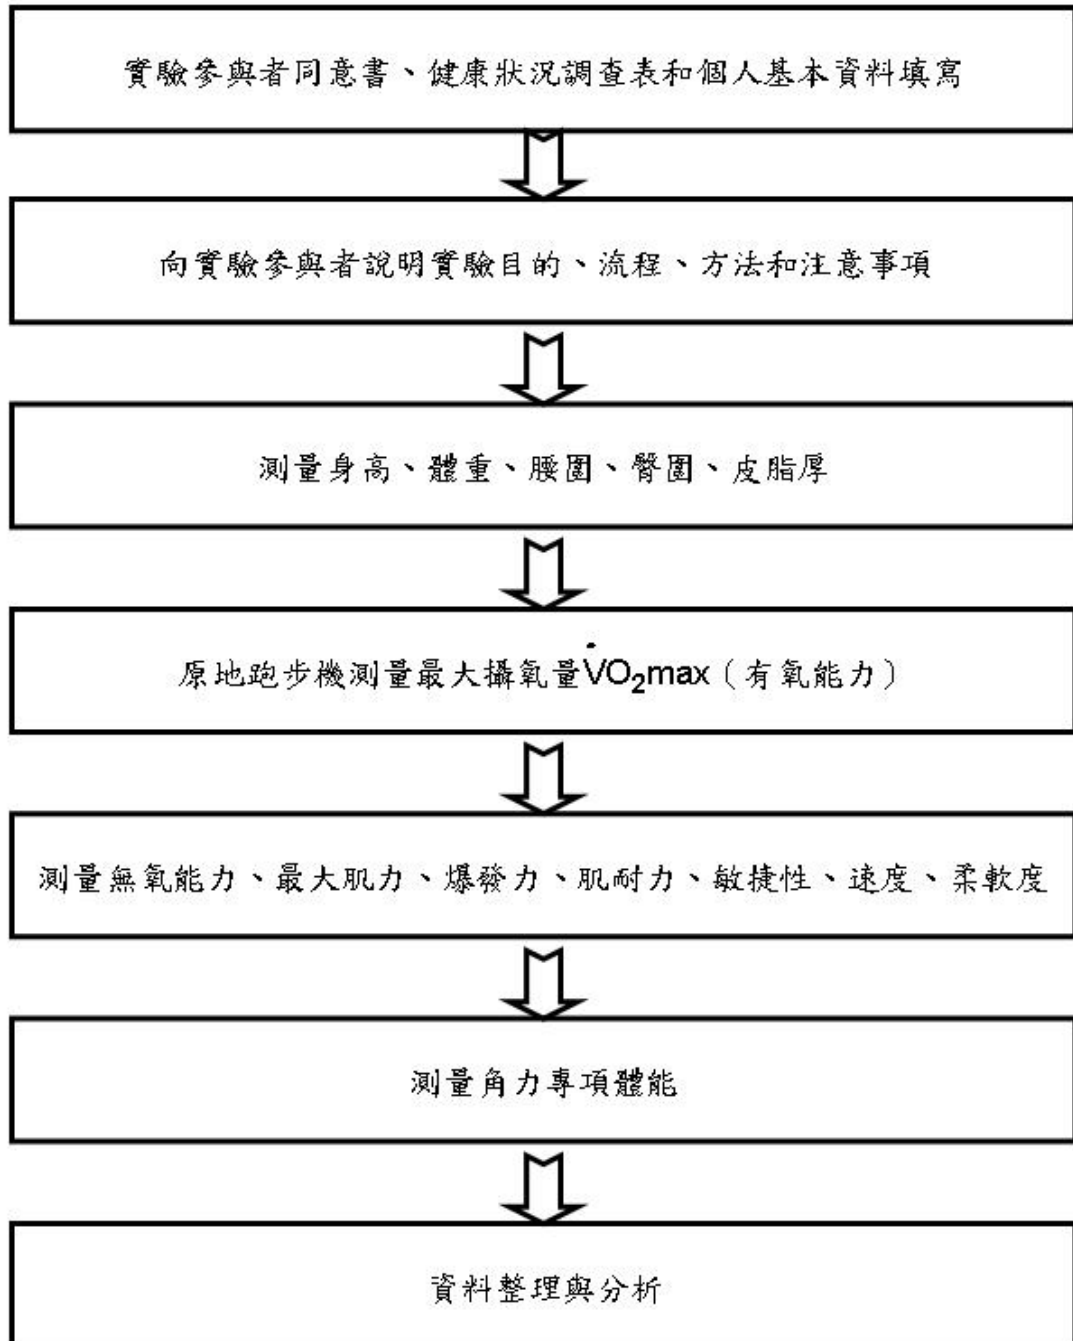 實驗參與者同意書、健康狀況調查表和個人基本資料填寫
向實驗參與者說明實驗目的、流程、方法和注意事項
測量身高、體重、腰圍、臀圍、皮脂厚
原地跑步機測量最大攝氧量V̇O₂max（有氧能力）
測量無氧能力、最大肌力、爆發力、肌耐力、敏捷性、速度、柔軟度
測量角力專項體能
資料整理與分析